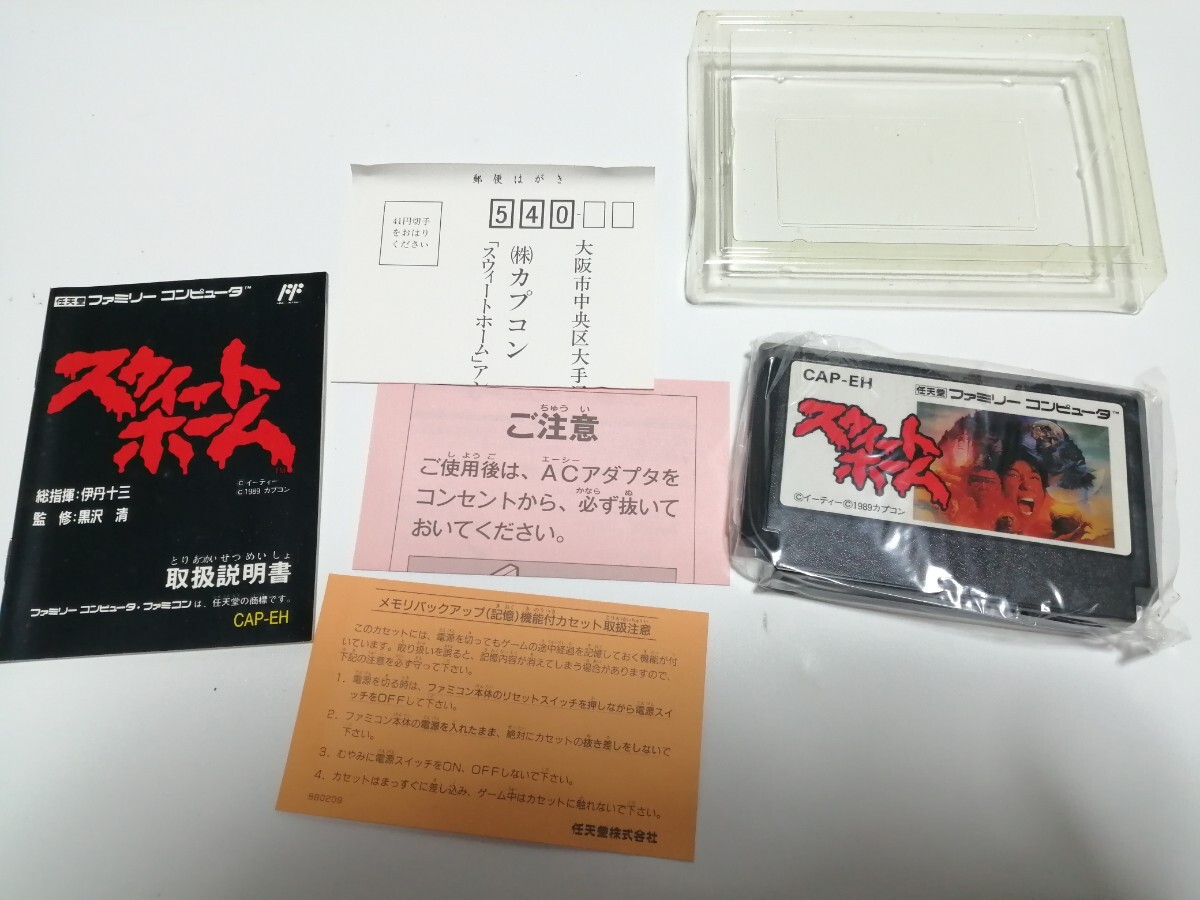 任天堂 ファミリー コンピュータ™
スウィート
ホーム
TM
© イーティー
© 1989 カプコン
総指揮:伊丹十三
監 修:黒沢 清
とりあつかいせつめいしょ
取扱説明書
ファミリー コンピュータ・ファミコンは、任天堂の商標です。
CAP-EH
郵便はがき
41円切手
をおはり
ください
540-
大阪市中央区大手
㈱カプコン
「スウィートホーム」アン
ちゅう い
ご注意
しようご エーシー
ご使用後は、ACアダプタを
かなら ぬ
コンセントから、必ず抜いて
おいてください。
メモリバックアップ(記憶)機能付カセット取扱注意
このカセットには、電源を切ってもゲームの途中経過を記憶しておく機能が付
いています。取り扱いを誤ると、記憶内容が消えてしまう場合がありますので、
下記の注意を必ず守って下さい。
1. 電源を切る時は、ファミコン本体のリセットスイッチを押しながら電源スイ
ッチをOFFして下さい。
2. ファミコン本体の電源を入れたまま、絶対にカセットの抜き差しをしないで
下さい。
3. むやみに電源スイッチをON、OFFしないで下さい。
4. カセットはまっすぐに差し込み、ゲーム中はカセットに触れないで下さい。
880209
任天堂株式会社
CAP-EH
任天堂 ファミリー コンピュータ™
スウィート
ホーム
©イーティー©1989カプコン